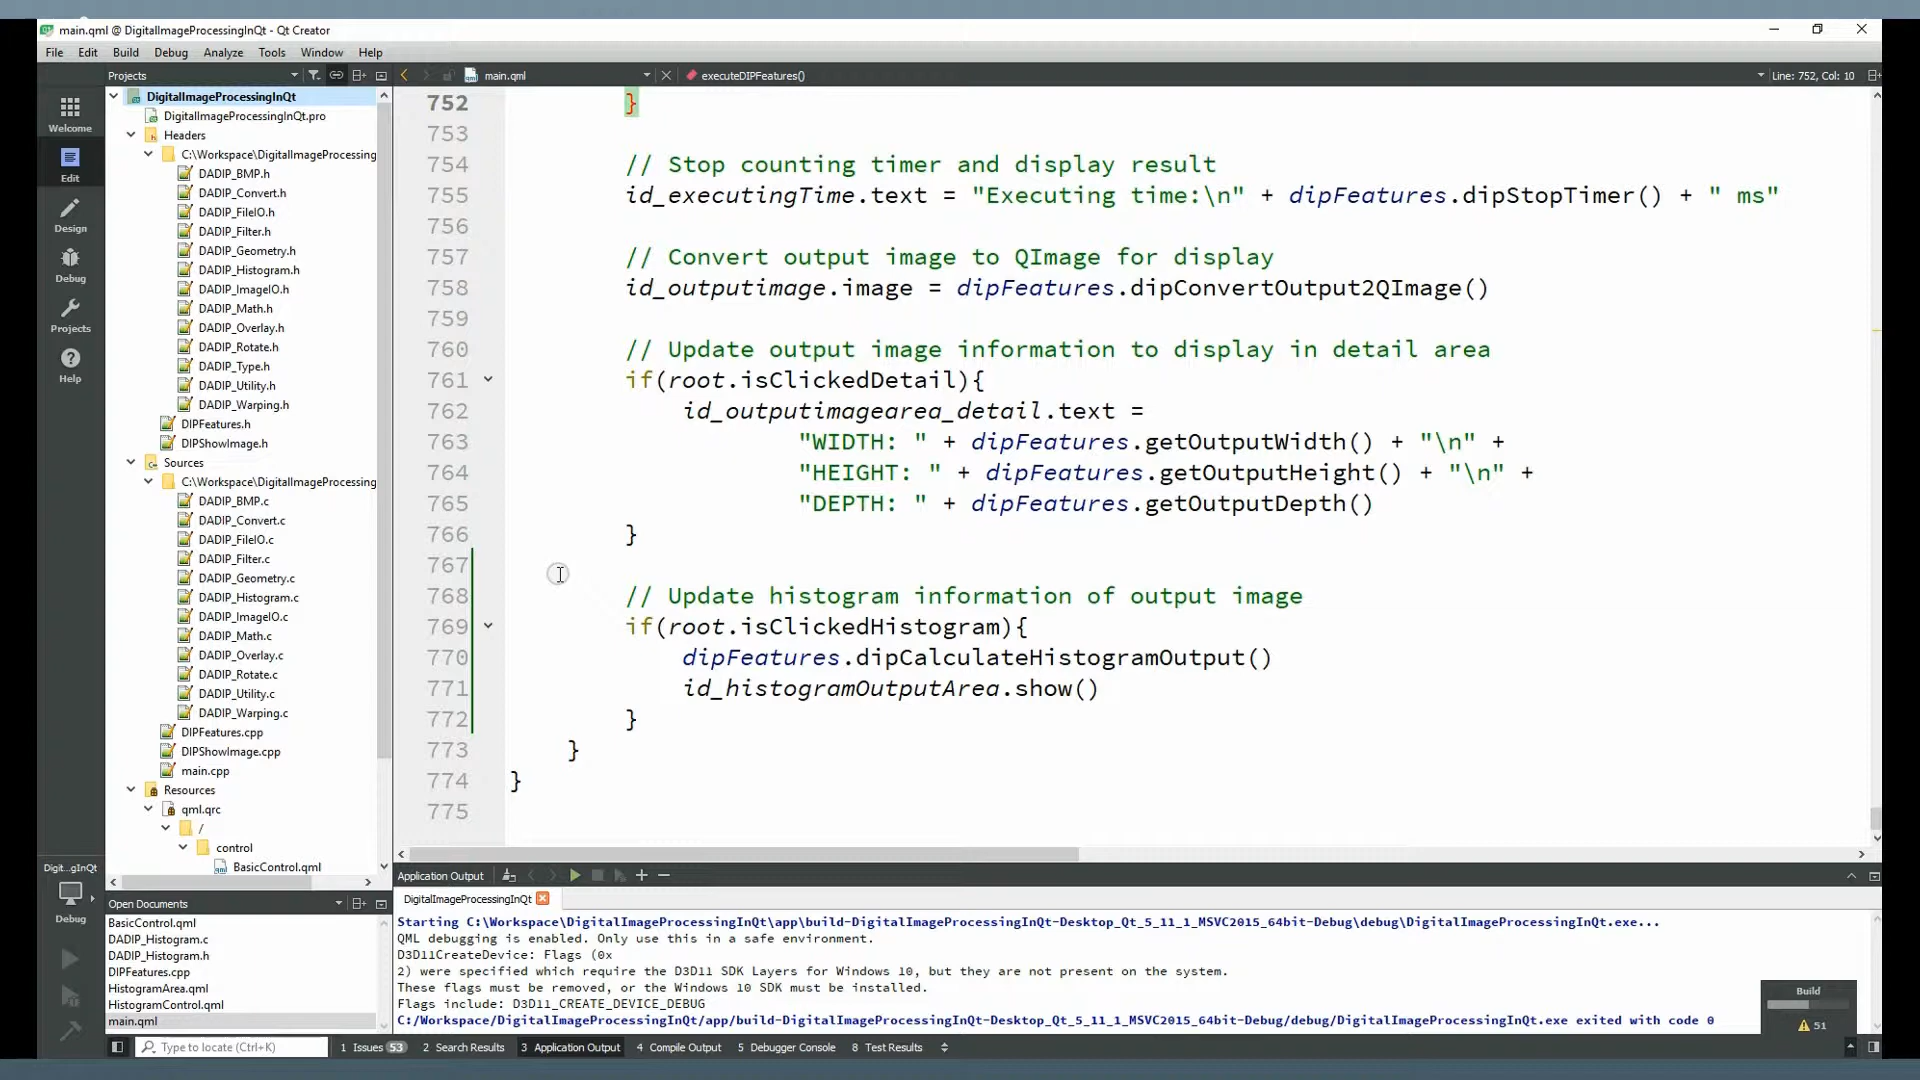 main.qml @ DigitalImageProcessingInQt - Qt Creator
File Edit Build Debug Analyze Tools Window Help
Projects
main.qml
executeDIPFeatures()
Line: 752, Col: 10
Welcome
Edit
Design
Debug
Projects
Help
DigitalImageProcessingInQt
DigitalImageProcessingInQt.pro
Headers
C:\Workspace\DigitalImageProcessing
DADIP_BMP.h
DADIP_Convert.h
DADIP_FileIO.h
DADIP_Filter.h
DADIP_Geometry.h
DADIP_Histogram.h
DADIP_ImageIO.h
DADIP_Math.h
DADIP_Overlay.h
DADIP_Rotate.h
DADIP_Type.h
DADIP_Utility.h
DADIP_Warping.h
DIPFeatures.h
DIPShowImage.h
Sources
C:\Workspace\DigitalImageProcessing
DADIP_BMP.c
DADIP_Convert.c
DADIP_FileIO.c
DADIP_Filter.c
DADIP_Geometry.c
DADIP_Histogram.c
DADIP_ImageIO.c
DADIP_Math.c
DADIP_Overlay.c
DADIP_Rotate.c
DADIP_Utility.c
DADIP_Warping.c
DIPFeatures.cpp
DIPShowImage.cpp
main.cpp
Resources
qml.qrc
/
control
BasicControl.qml
752 }
753
754 // Stop counting timer and display result
755 id_executingTime.text = "Executing time:\n" + dipFeatures.dipStopTimer() + " ms"
756
757 // Convert output image to QImage for display
758 id_outputimage.image = dipFeatures.dipConvertOutput2QImage()
759
760 // Update output image information to display in detail area
761 if(root.isClickedDetail){
762 id_outputimagearea_detail.text =
763 "WIDTH: " + dipFeatures.getOutputWidth() + "\n" +
764 "HEIGHT: " + dipFeatures.getOutputHeight() + "\n" +
765 "DEPTH: " + dipFeatures.getOutputDepth()
766 }
767
768 // Update histogram information of output image
769 if(root.isClickedHistogram){
770 dipFeatures.dipCalculateHistogramOutput()
771 id_histogramOutputArea.show()
772 }
773 }
774 }
775
Digit...gInQt
Debug
Open Documents
BasicControl.qml
DADIP_Histogram.c
DADIP_Histogram.h
DIPFeatures.cpp
HistogramArea.qml
HistogramControl.qml
main.qml
Application Output
DigitalImageProcessingInQt
Starting C:\Workspace\DigitalImageProcessingInQt\app\build-DigitalImageProcessingInQt-Desktop_Qt_5_11_1_MSVC2015_64bit-Debug\debug\DigitalImageProcessingInQt.exe...
QML debugging is enabled. Only use this in a safe environment.
D3D11CreateDevice: Flags (0x
2) were specified which require the D3D11 SDK Layers for Windows 10, but they are not present on the system.
These flags must be removed, or the Windows 10 SDK must be installed.
Flags include: D3D11_CREATE_DEVICE_DEBUG
C:/Workspace/DigitalImageProcessingInQt/app/build-DigitalImageProcessingInQt-Desktop_Qt_5_11_1_MSVC2015_64bit-Debug/debug/DigitalImageProcessingInQt.exe exited with code 0
Build
51
Type to locate (Ctrl+K)
1 Issues 53 2 Search Results 3 Application Output 4 Compile Output 5 Debugger Console 8 Test Results